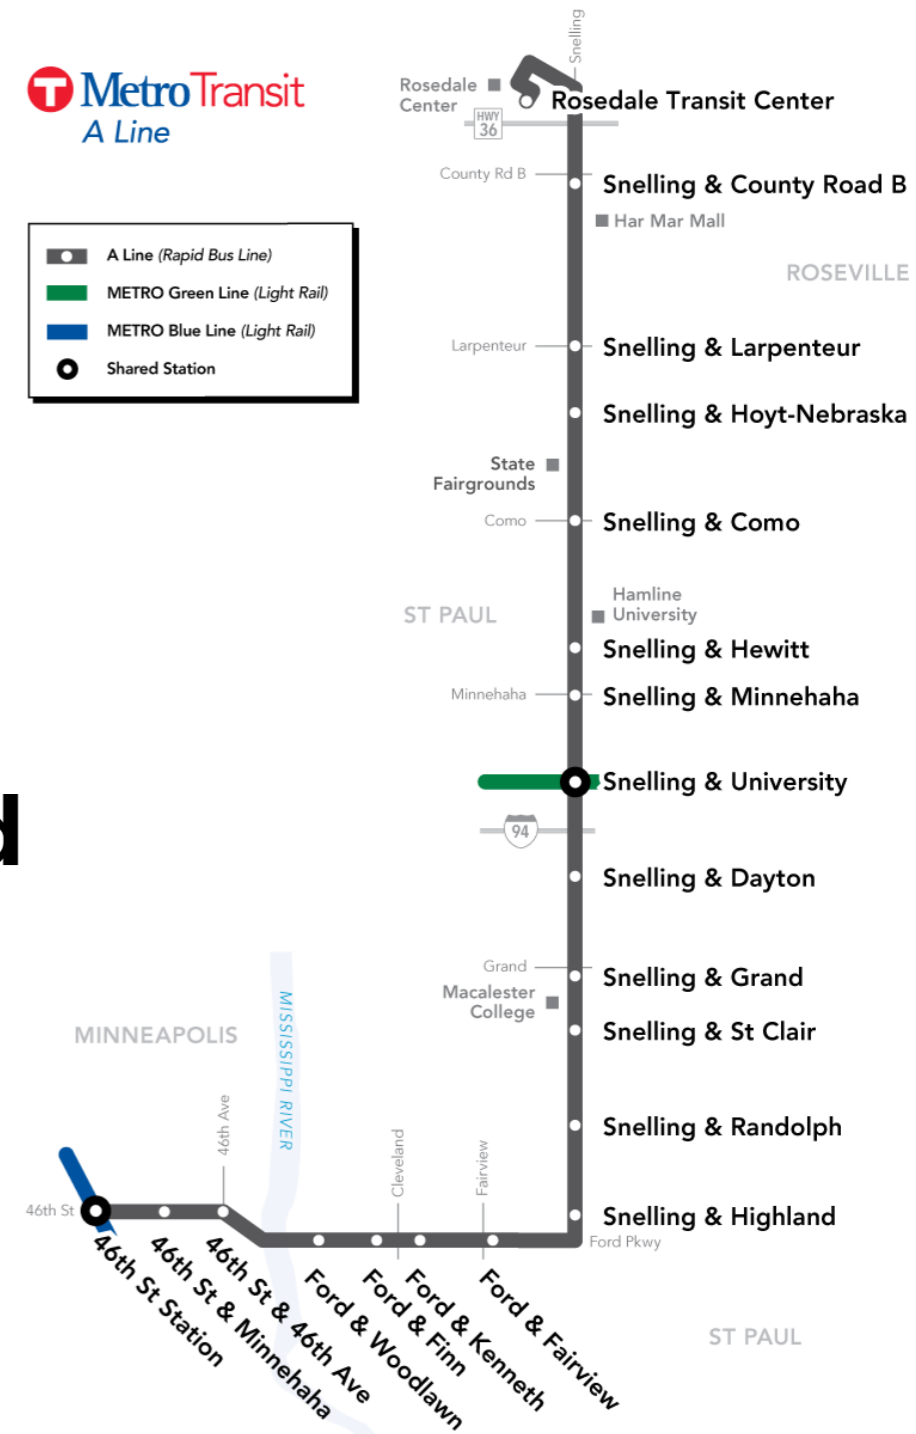 Snelling
T MetroTransit
A Line
Rosedale
Center
Rosedale Transit Center
HWY
36
County Rd B
Snelling & County Road B
Har Mar Mall
ROSEVILLE
A Line (Rapid Bus Line)
METRO Green Line (Light Rail)
METRO Blue Line (Light Rail)
Shared Station
Larpenteur
Snelling & Larpenteur
Snelling & Hoyt-Nebraska
State
Fairgrounds
Como
Snelling & Como
Hamline
University
ST PAUL
Snelling & Hewitt
Minnehaha
Snelling & Minnehaha
Snelling & University
94
d
Snelling & Dayton
Grand
Snelling & Grand
Macalester
College
Snelling & St Clair
MINNEAPOLIS
MISSISSIPPI RIVER
Snelling & Randolph
46th Ave
Cleveland
Fairview
46th St
Snelling & Highland
Ford Pkwy
46th St Station
46th St & Minnehaha
46th St & 46th Ave
Ford & Woodlawn
Ford & Finn
Ford & Kenneth
Ford & Fairview
ST PAUL